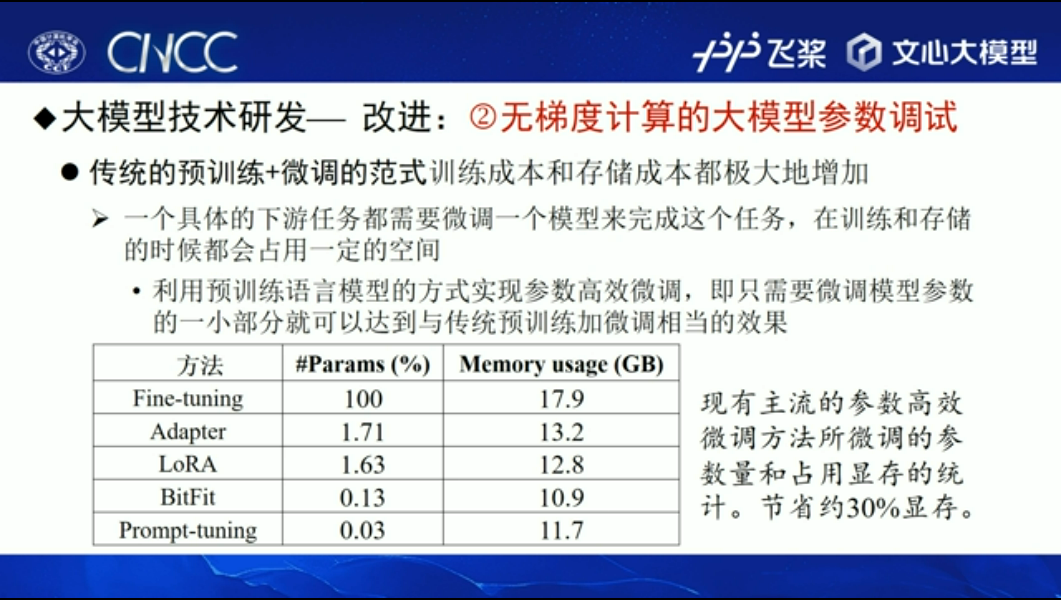 CNCC
飞桨
文心大模型
◆大模型技术研发— 改进：②无梯度计算的大模型参数调试
● 传统的预训练+微调的范式训练成本和存储成本都极大地增加
➢ 一个具体的下游任务都需要微调一个模型来完成这个任务，在训练和存储
的时候都会占用一定的空间
• 利用预训练语言模型的方式实现参数高效微调，即只需要微调模型参数
的一小部分就可以达到与传统预训练加微调相当的效果
方法 #Params (%) Memory usage (GB)
Fine-tuning 100 17.9
Adapter 1.71 13.2
LoRA 1.63 12.8
BitFit 0.13 10.9
Prompt-tuning 0.03 11.7
现有主流的参数高效
微调方法所微调的参
数量和占用显存的统
计。节省约30%显存。